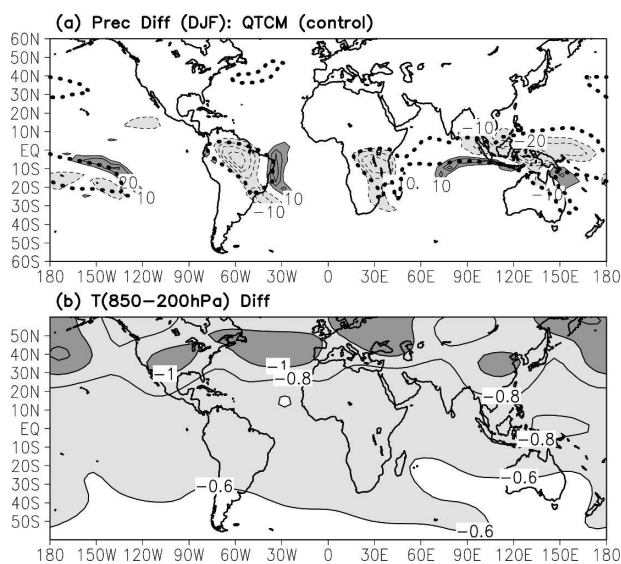 (a) Prec Diff (DJF): QTCM (control)
60N
50N
40N
30N
20N
10N
EQ
10S
20S
30S
40S
50S
60S
-10
-20
20
10
-10
10
0.
10
-1
180 150W 120W 90W 60W 30W 0 30E 60E 90E 120E 150E 180
(b) T(850-200hPa) Diff
50N
40N
30N
20N
10N
EQ
10S
20S
30S
40S
50S
-1
-1
-0.8
-0.8
-0.8
-0.6
-0.6
-0.6
180 150W 120W 90W 60W 30W 0 30E 60E 90E 120E 150E 180